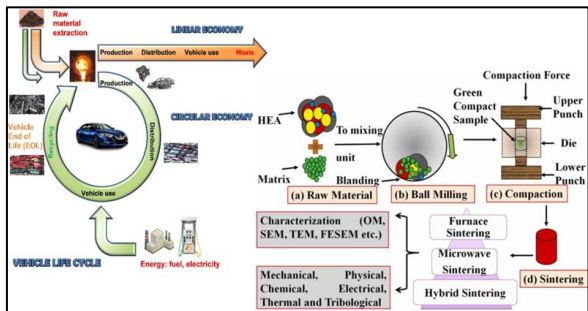 Raw
material
extraction
LINEAR ECONOMY
Production Distribution Vehicle use Waste
Production
CIRCULAR ECONOMY
Vehicle
End of
Life (EOL)
Recycling
Distribution
Vehicle use
VEHICLE LIFE CYCLE
Energy: fuel, electricity
Compaction Force
Green
Compact
Sample
Upper
Punch
HEA
To mixing
unit
Die
Matrix
Blanding
Lower
Punch
(a) Raw Material
(b) Ball Milling
(c) Compaction
Characterization (OM,
SEM, TEM, FESEM etc.)
Furnace
Sintering
Microwave
Sintering
Hybrid Sintering
(d) Sintering
Mechanical, Physical,
Chemical, Electrical,
Thermal and Tribological